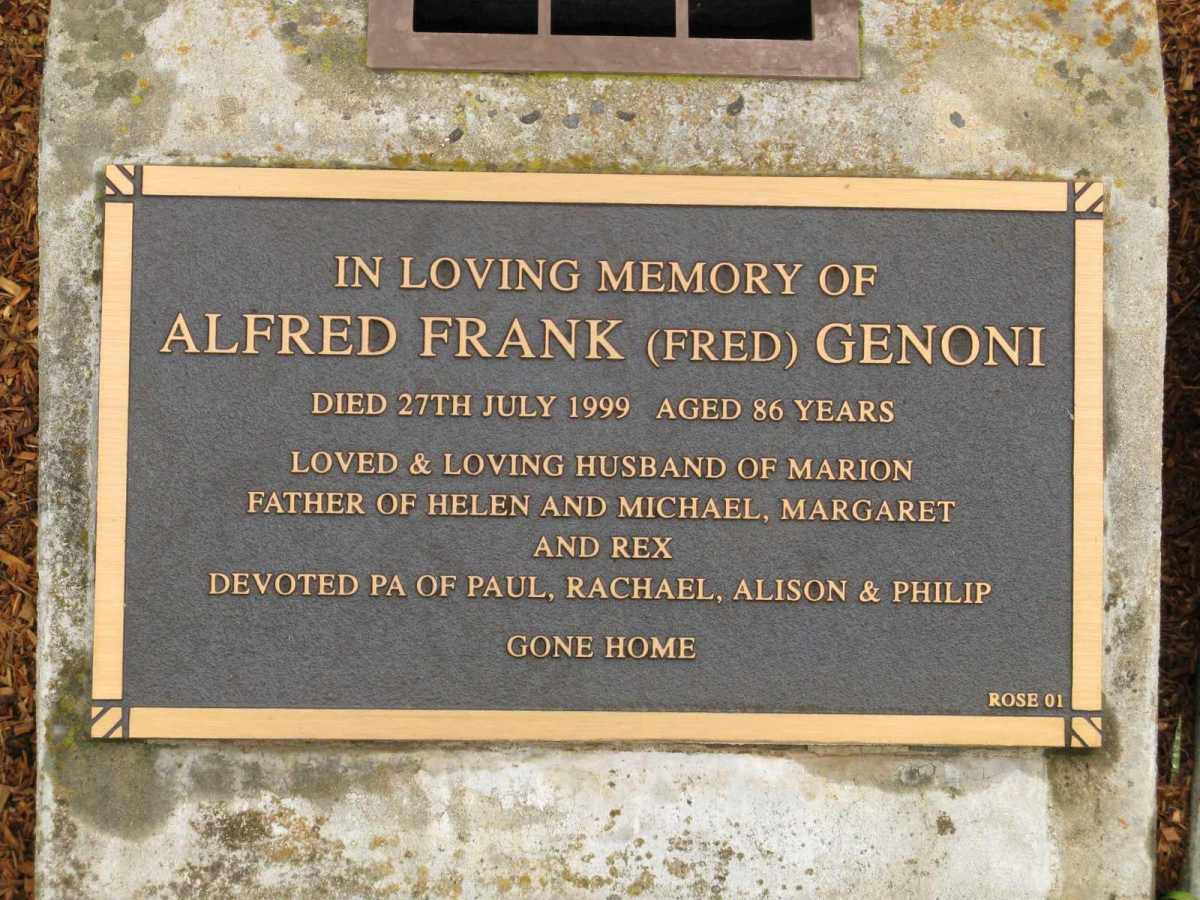 IN LOVING MEMORY OF
ALFRED FRANK (FRED) GENONI
DIED 27TH JULY 1999 AGED 86 YEARS
LOVED & LOVING HUSBAND OF MARION
FATHER OF HELEN AND MICHAEL, MARGARET
AND REX
DEVOTED PA OF PAUL, RACHAEL, ALISON & PHILIP
GONE HOME
ROSE 01